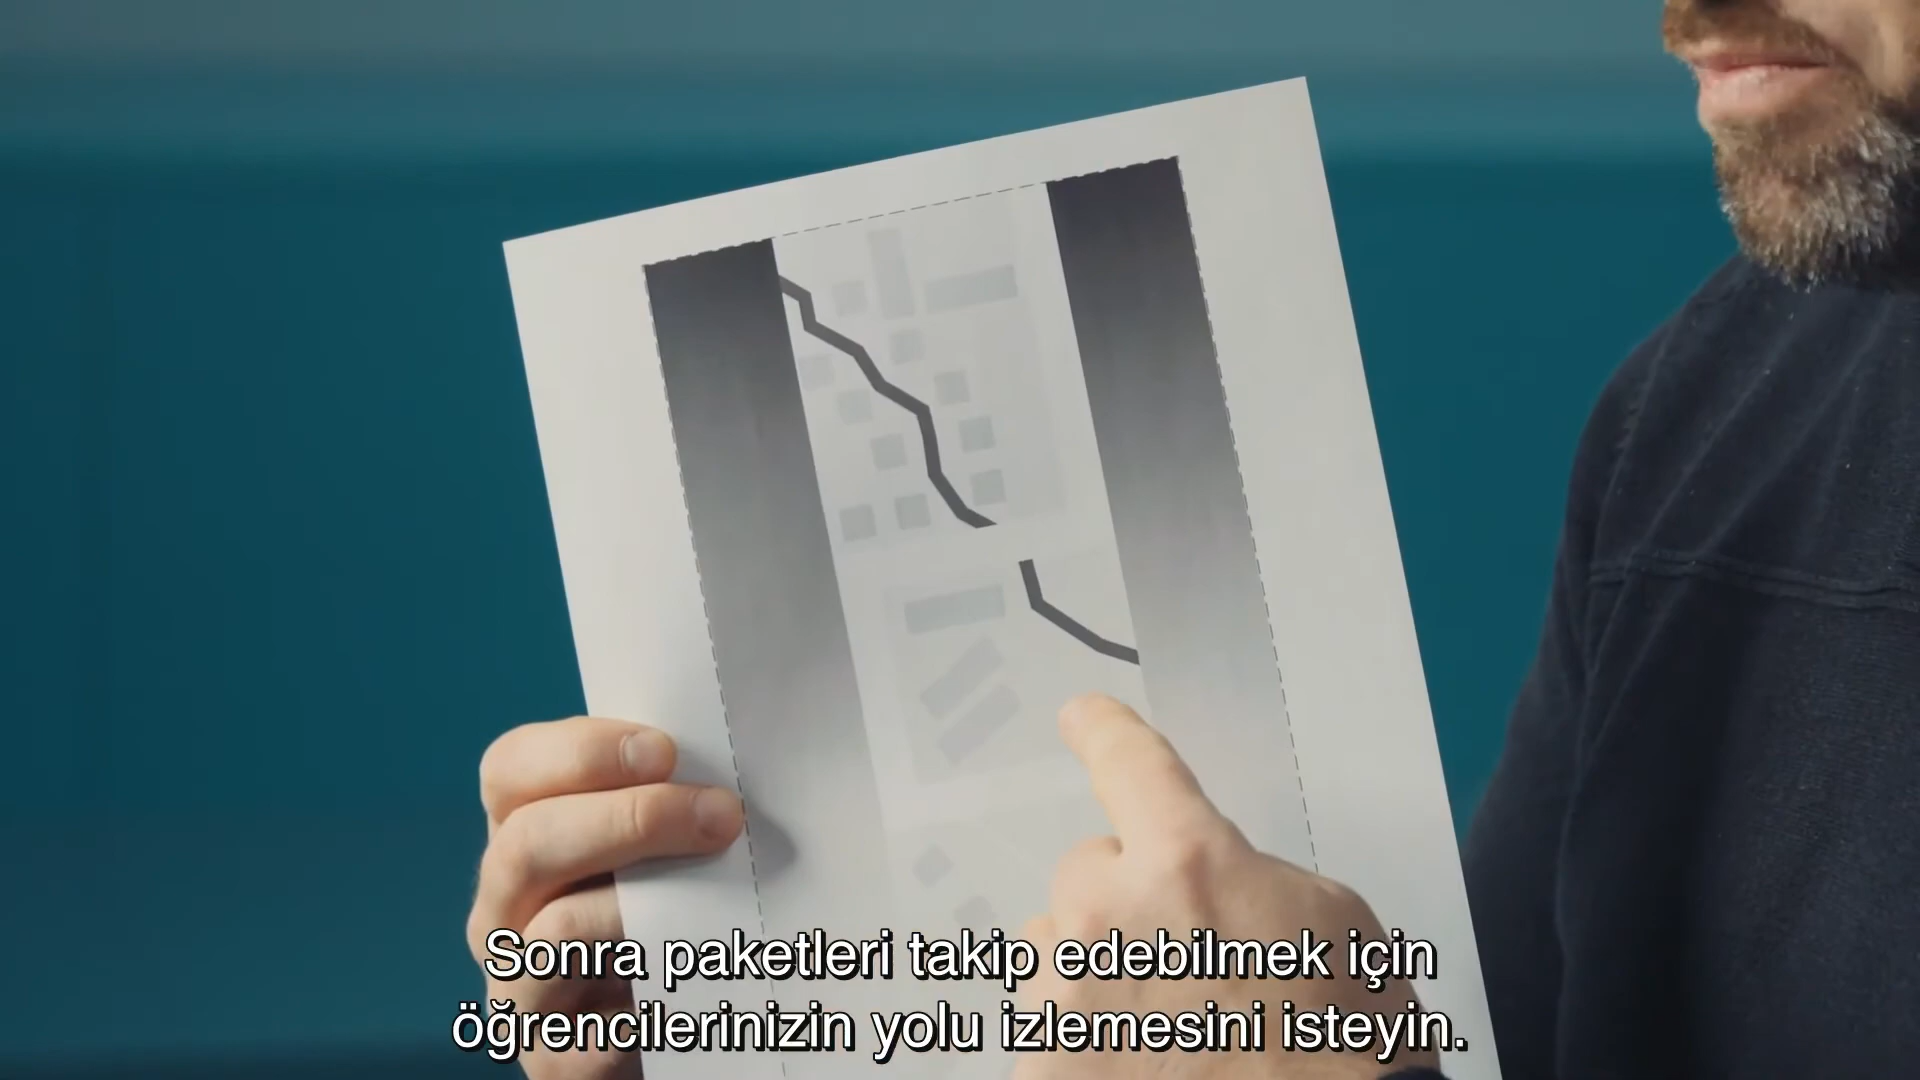 Sonra paketleri takip edebilmek için
öğrencilerinizin yolu izlemesini isteyin.